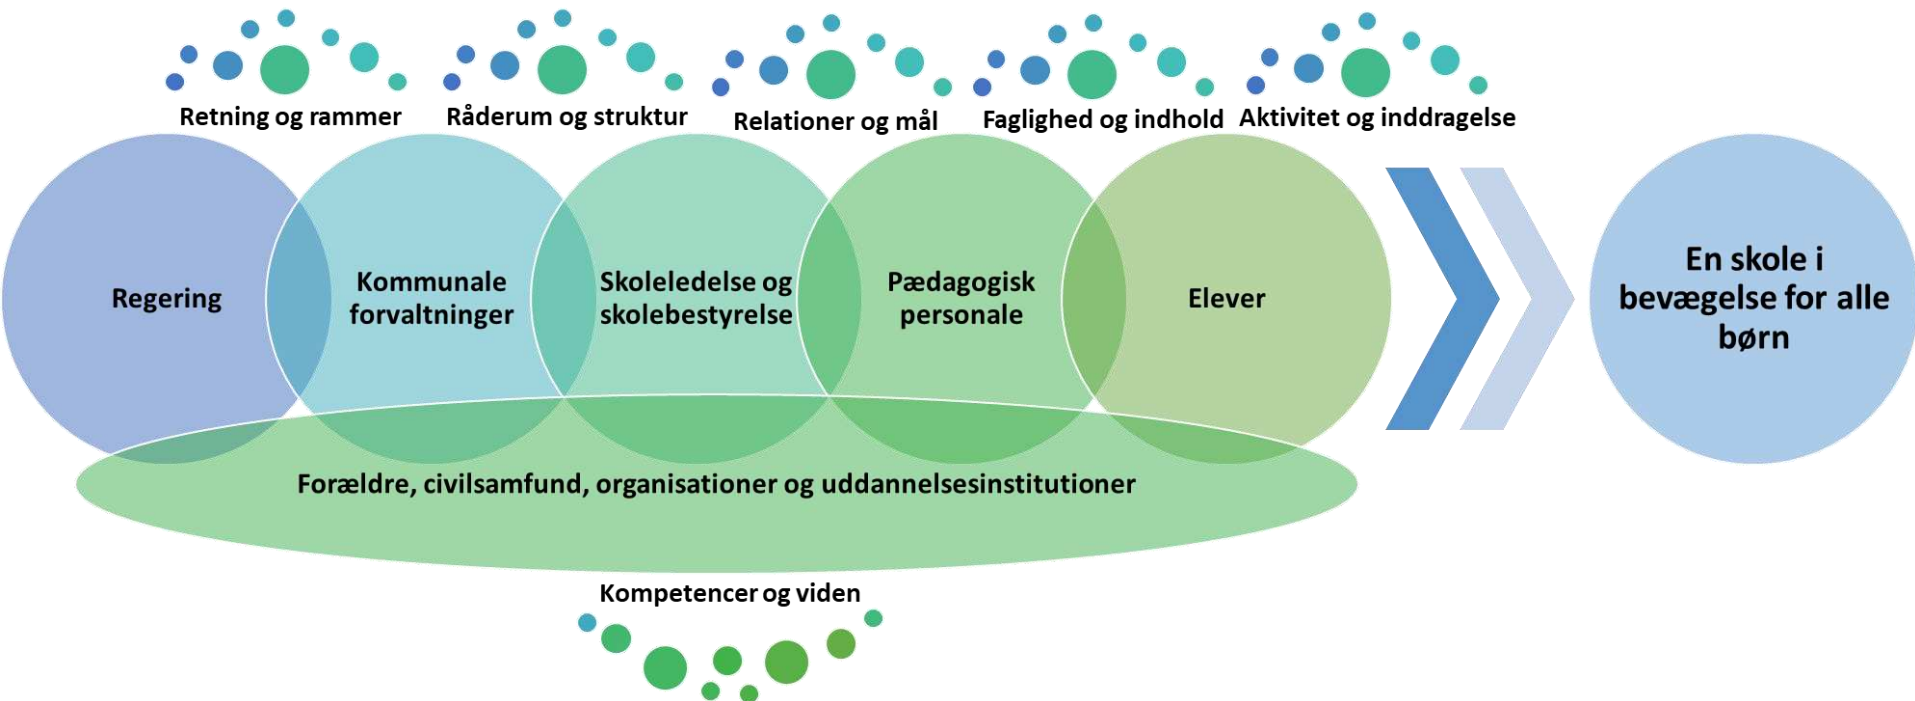 Retning og rammer
Råderum og struktur
Relationer og mål
Faglighed og indhold
Aktivitet og inddragelse
Regering
Kommunale
forvaltninger
Skoleledelse og
skolebestyrelse
Pædagogisk
personale
Elever
En skole i
bevægelse for alle
børn
Forældre, civilsamfund, organisationer og uddannelsesinstitutioner
Kompetencer og viden